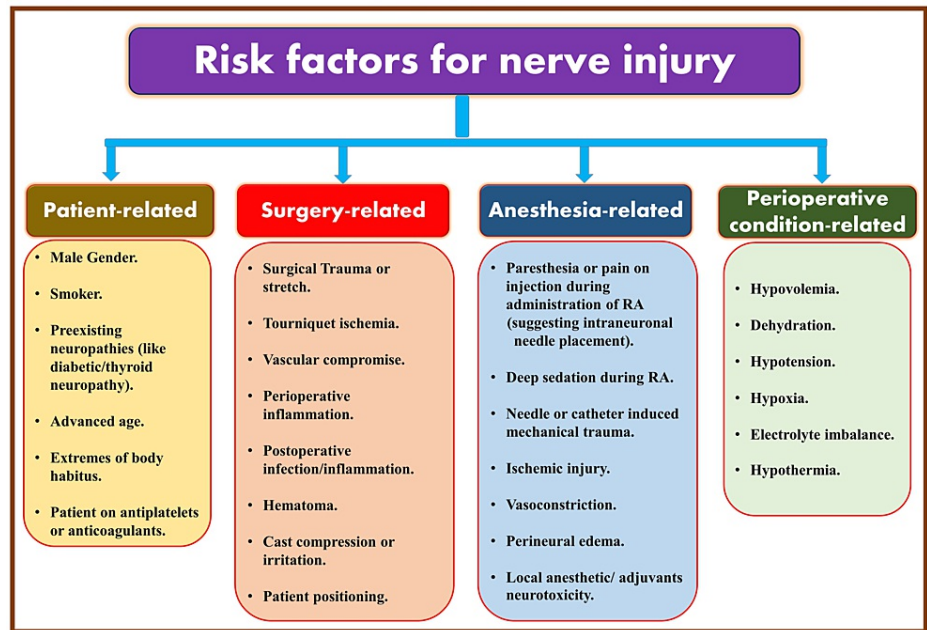 Risk factors for nerve injury
Patient-related
• Male Gender.
• Smoker.
• Preexisting
neuropathies (like
diabetic/thyroid
neuropathy).
• Advanced age.
• Extremes of body
habitus.
• Patient on antiplatelets
or anticoagulants.
Surgery-related
• Surgical Trauma or
stretch.
• Tourniquet ischemia.
• Vascular compromise.
• Perioperative
inflammation.
• Postoperative
infection/inflammation.
• Hematoma.
• Cast compression or
irritation.
• Patient positioning.
Anesthesia-related
• Paresthesia or pain on
injection during
administration of RA
(suggesting intraneuronal
needle placement).
• Deep sedation during RA.
• Needle or catheter induced
mechanical trauma.
• Ischemic injury.
• Vasoconstriction.
• Perineural edema.
• Local anesthetic/ adjuvants
neurotoxicity.
Perioperative
condition-related
• Hypovolemia.
• Dehydration.
• Hypotension.
• Hypoxia.
• Electrolyte imbalance.
• Hypothermia.